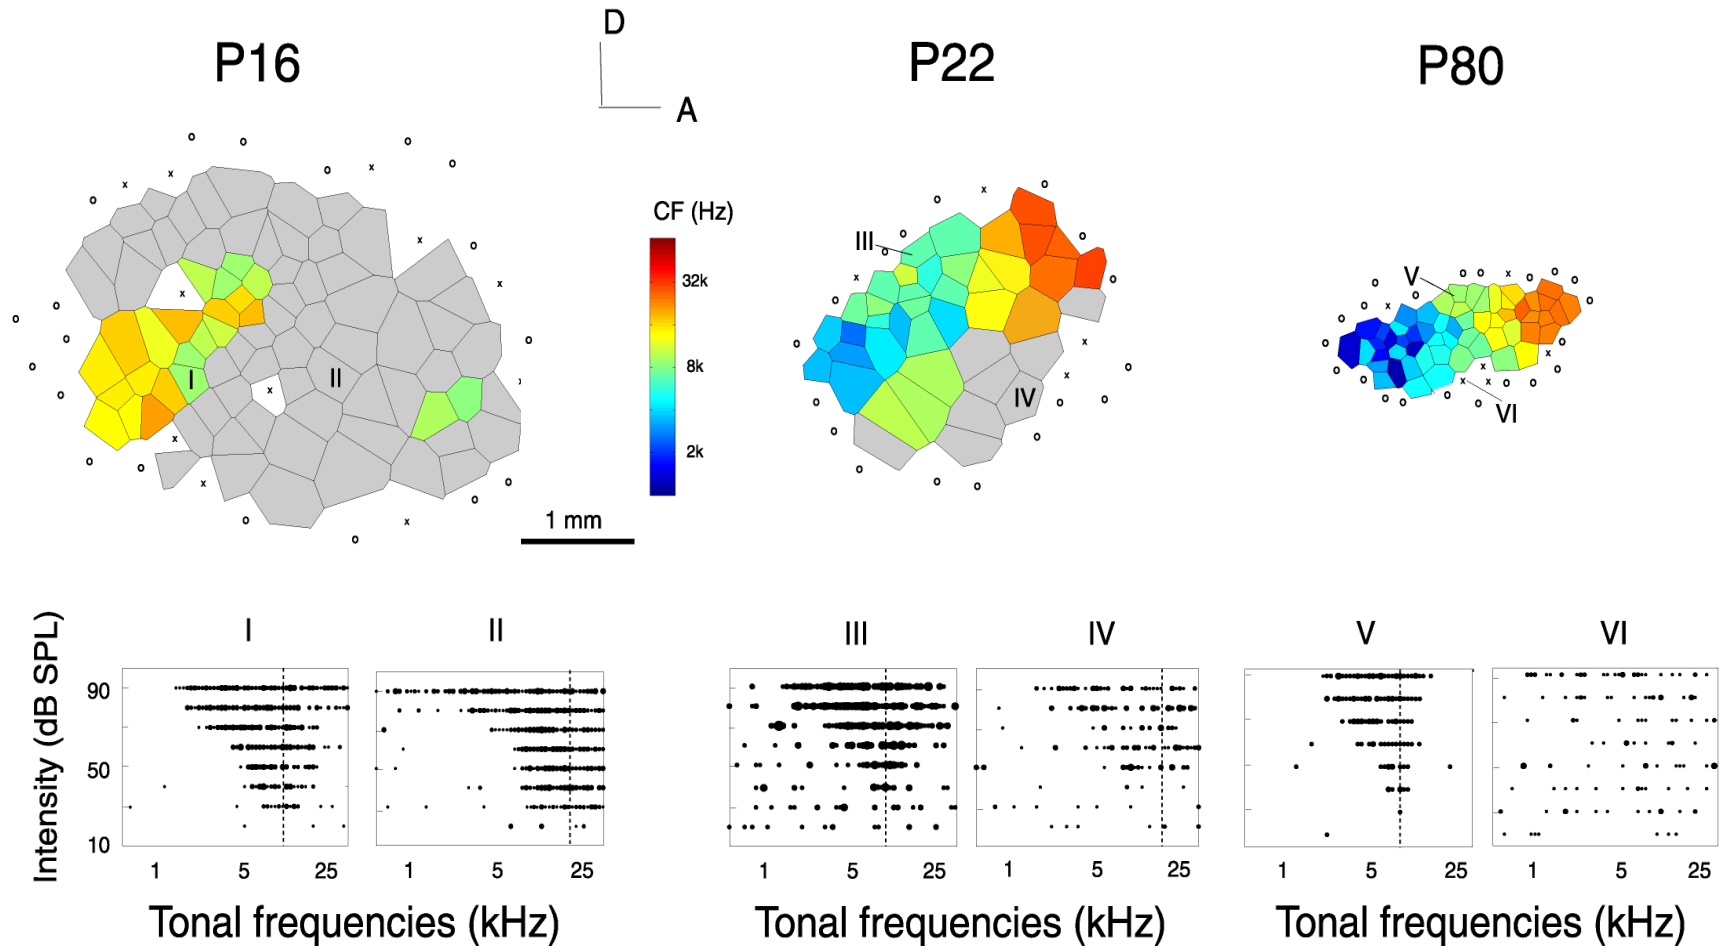 P16
D
A
P22
P80
CF (Hz)
32k
8k
2k
I
II
III
IV
V
VI
1 mm
Intensity (dB SPL)
90
50
10
I
II
III
IV
V
VI
1 5 25
1 5 25
1 5 25
1 5 25
1 5 25
1 5 25
Tonal frequencies (kHz)
Tonal frequencies (kHz)
Tonal frequencies (kHz)